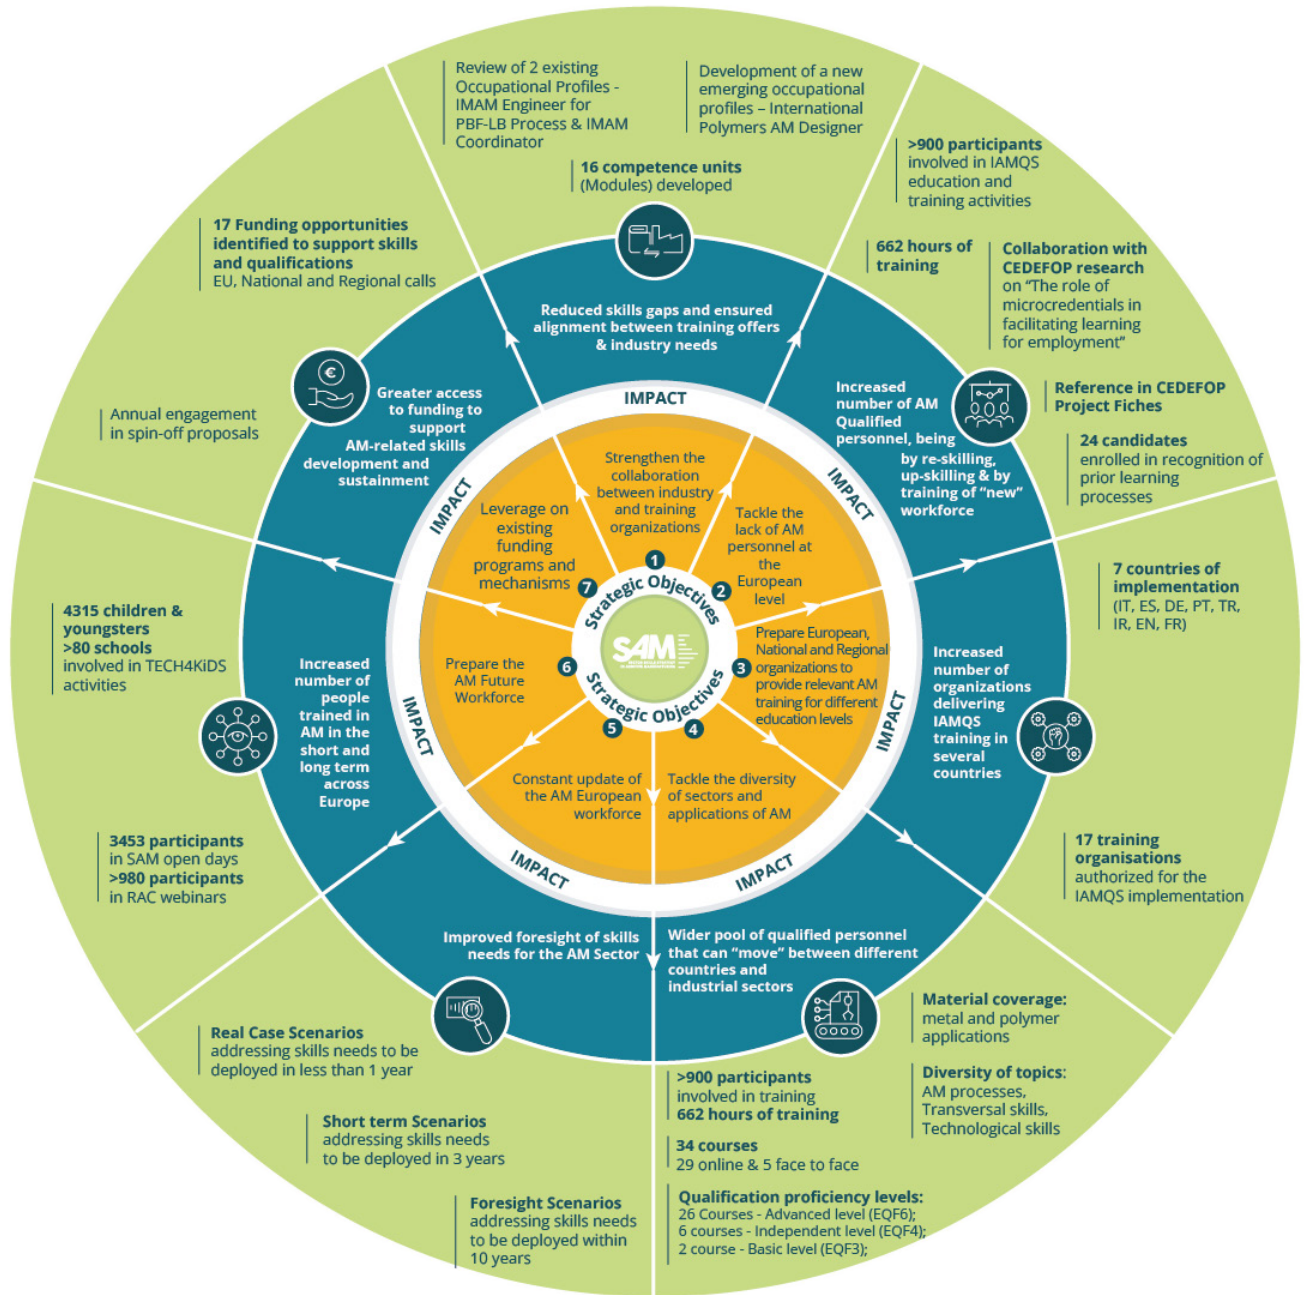 Review of 2 existing
Occupational Profiles -
IMAM Engineer for
PBF-LB Process & IMAM
Coordinator
Development of a new
emerging occupational
profiles – International
Polymers AM Designer
16 competence units
(Modules) developed
>900 participants
involved in IAMQS
education and
training activities
662 hours of
training
Collaboration with
CEDEFOP research
on “The role of
microcredentials in
facilitating learning
for employment”
Reference in CEDEFOP
Project Fiches
24 candidates
enrolled in recognition of
prior learning
processes
7 countries of
implementation
(IT, ES, DE, PT, TR,
IR, EN, FR)
17 training
organisations
authorized for the
IAMQS implementation
Material coverage:
metal and polymer
applications
Diversity of topics:
AM processes,
Transversal skills,
Technological skills
>900 participants
involved in training
662 hours of training
34 courses
29 online & 5 face to face
Qualification proficiency levels:
26 Courses - Advanced level (EQF6);
6 courses - Independent level (EQF4);
2 course - Basic level (EQF3);
Real Case Scenarios
addressing skills needs to be
deployed in less than 1 year
Short term Scenarios
addressing skills needs
to be deployed in 3 years
Foresight Scenarios
addressing skills needs
to be deployed within
10 years
4315 children &
youngsters
>80 schools
involved in TECH4KiDS
activities
3453 participants
in SAM open days
>980 participants
in RAC webinars
17 Funding opportunities
identified to support skills
and qualifications
EU, National and Regional calls
Annual engagement
in spin-off proposals
Reduced skills gaps and ensured
alignment between training offers
& industry needs
Increased
number of AM
Qualified
personnel, being
by re-skilling,
up-skilling & by
training of “new”
workforce
Increased
number of
organizations
delivering
IAMQS
training in
several
countries
Wider pool of qualified personnel
that can “move” between different
countries and
industrial sectors
Improved foresight of skills
needs for the AM Sector
Increased
number of
people
trained in
AM in the
short and
long term
across
Europe
€
Greater access
to funding to
support
AM-related skills
development and
sustainment
IMPACT
IMPACT
IMPACT
IMPACT
IMPACT
IMPACT
IMPACT
Strengthen the
collaboration
between industry
and training
organizations
1
Tackle the
lack of AM
personnel at
the
European
level
2
Prepare European,
National and Regional
organizations to
provide relevant AM
training for different
education levels
3
Tackle the diversity
of sectors and
applications of AM
4
Constant update of
the AM European
workforce
5
Prepare the
AM Future
Workforce
6
Leverage on
existing
funding
programs and
mechanisms
7
Strategic Objectives
SAM
Strategic Objectives